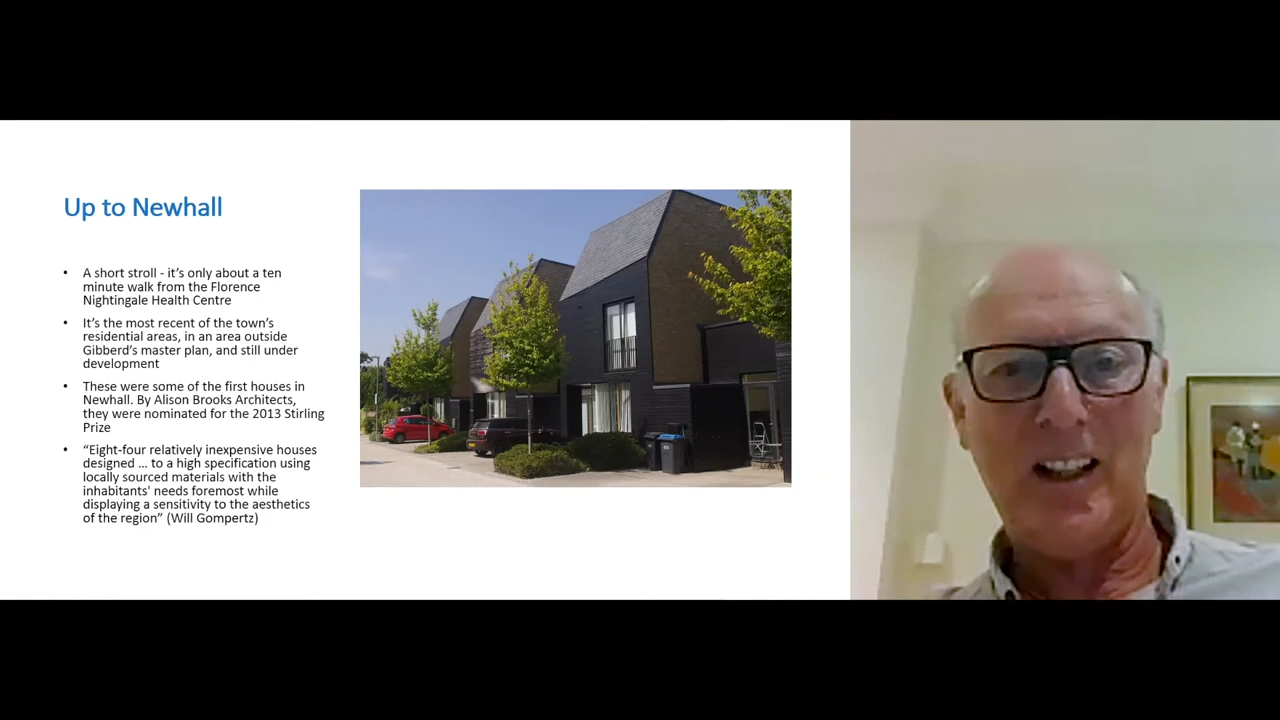 Up to Newhall
• A short stroll - it’s only about a ten
minute walk from the Florence
Nightingale Health Centre
• It’s the most recent of the town’s
residential areas, in an area outside
Gibberd’s master plan, and still under
development
• These were some of the first houses in
Newhall. By Alison Brooks Architects,
they were nominated for the 2013 Stirling
Prize
• “Eight-four relatively inexpensive houses
designed … to a high specification using
locally sourced materials with the
inhabitants' needs foremost while
displaying a sensitivity to the aesthetics
of the region” (Will Gompertz)